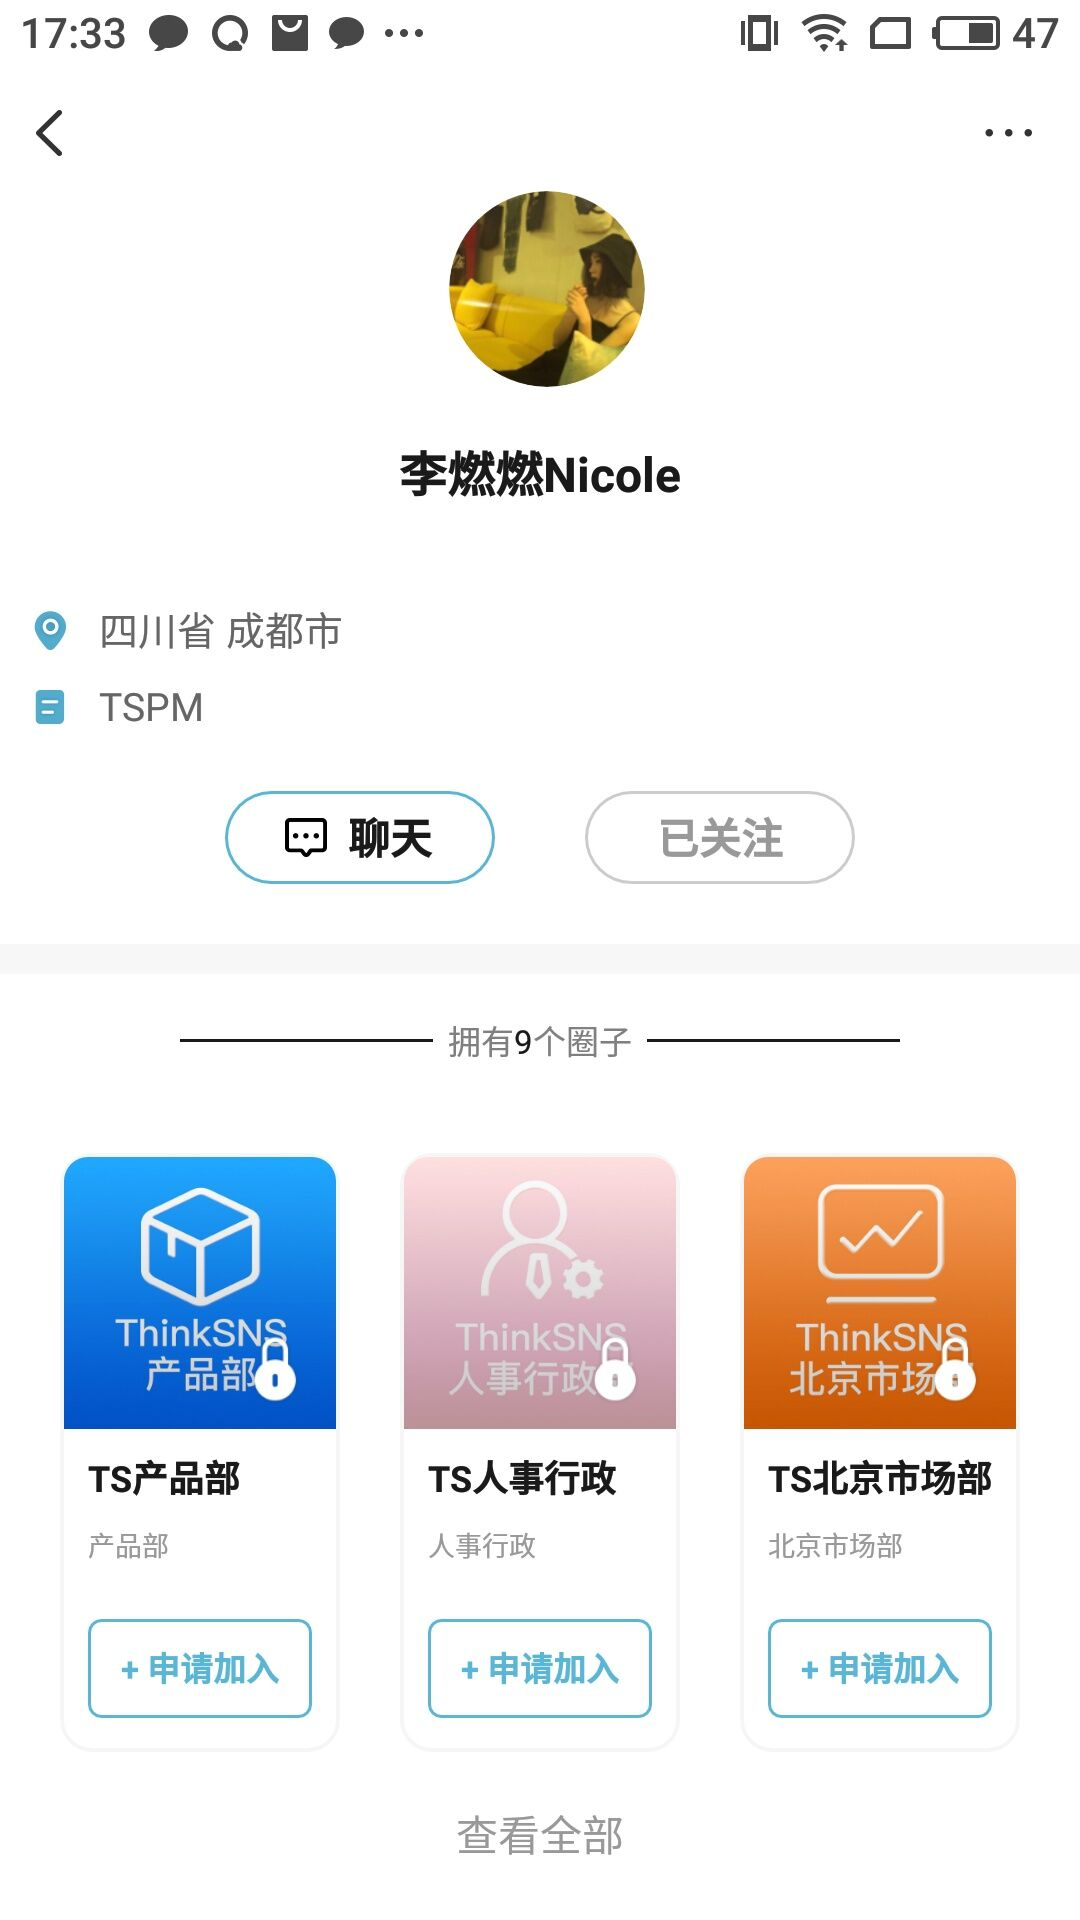 17:33
47
李燃燃Nicole
四川省 成都市
TSPM
聊天
已关注
拥有9个圈子
ThinkSNS
产品部
ThinkSNS
人事行政
ThinkSNS
北京市场
TS产品部
TS人事行政
TS北京市场部
产品部
人事行政
北京市场部
+ 申请加入
+ 申请加入
+ 申请加入
查看全部